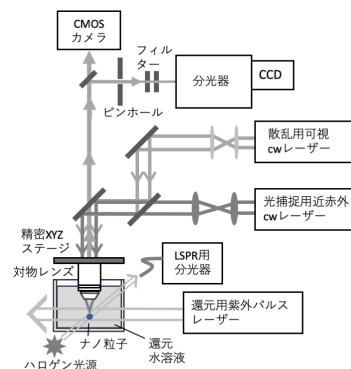 CMOS
カメラ
フィル
ター
分光器
CCD
ピンホール
散乱用可視
cwレーザー
光捕捉用近赤外
cwレーザー
精密XYZ
ステージ
対物レンズ
LSPR用
分光器
還元用紫外パルス
レーザー
ナノ粒子
還元
水溶液
ハロゲン光源